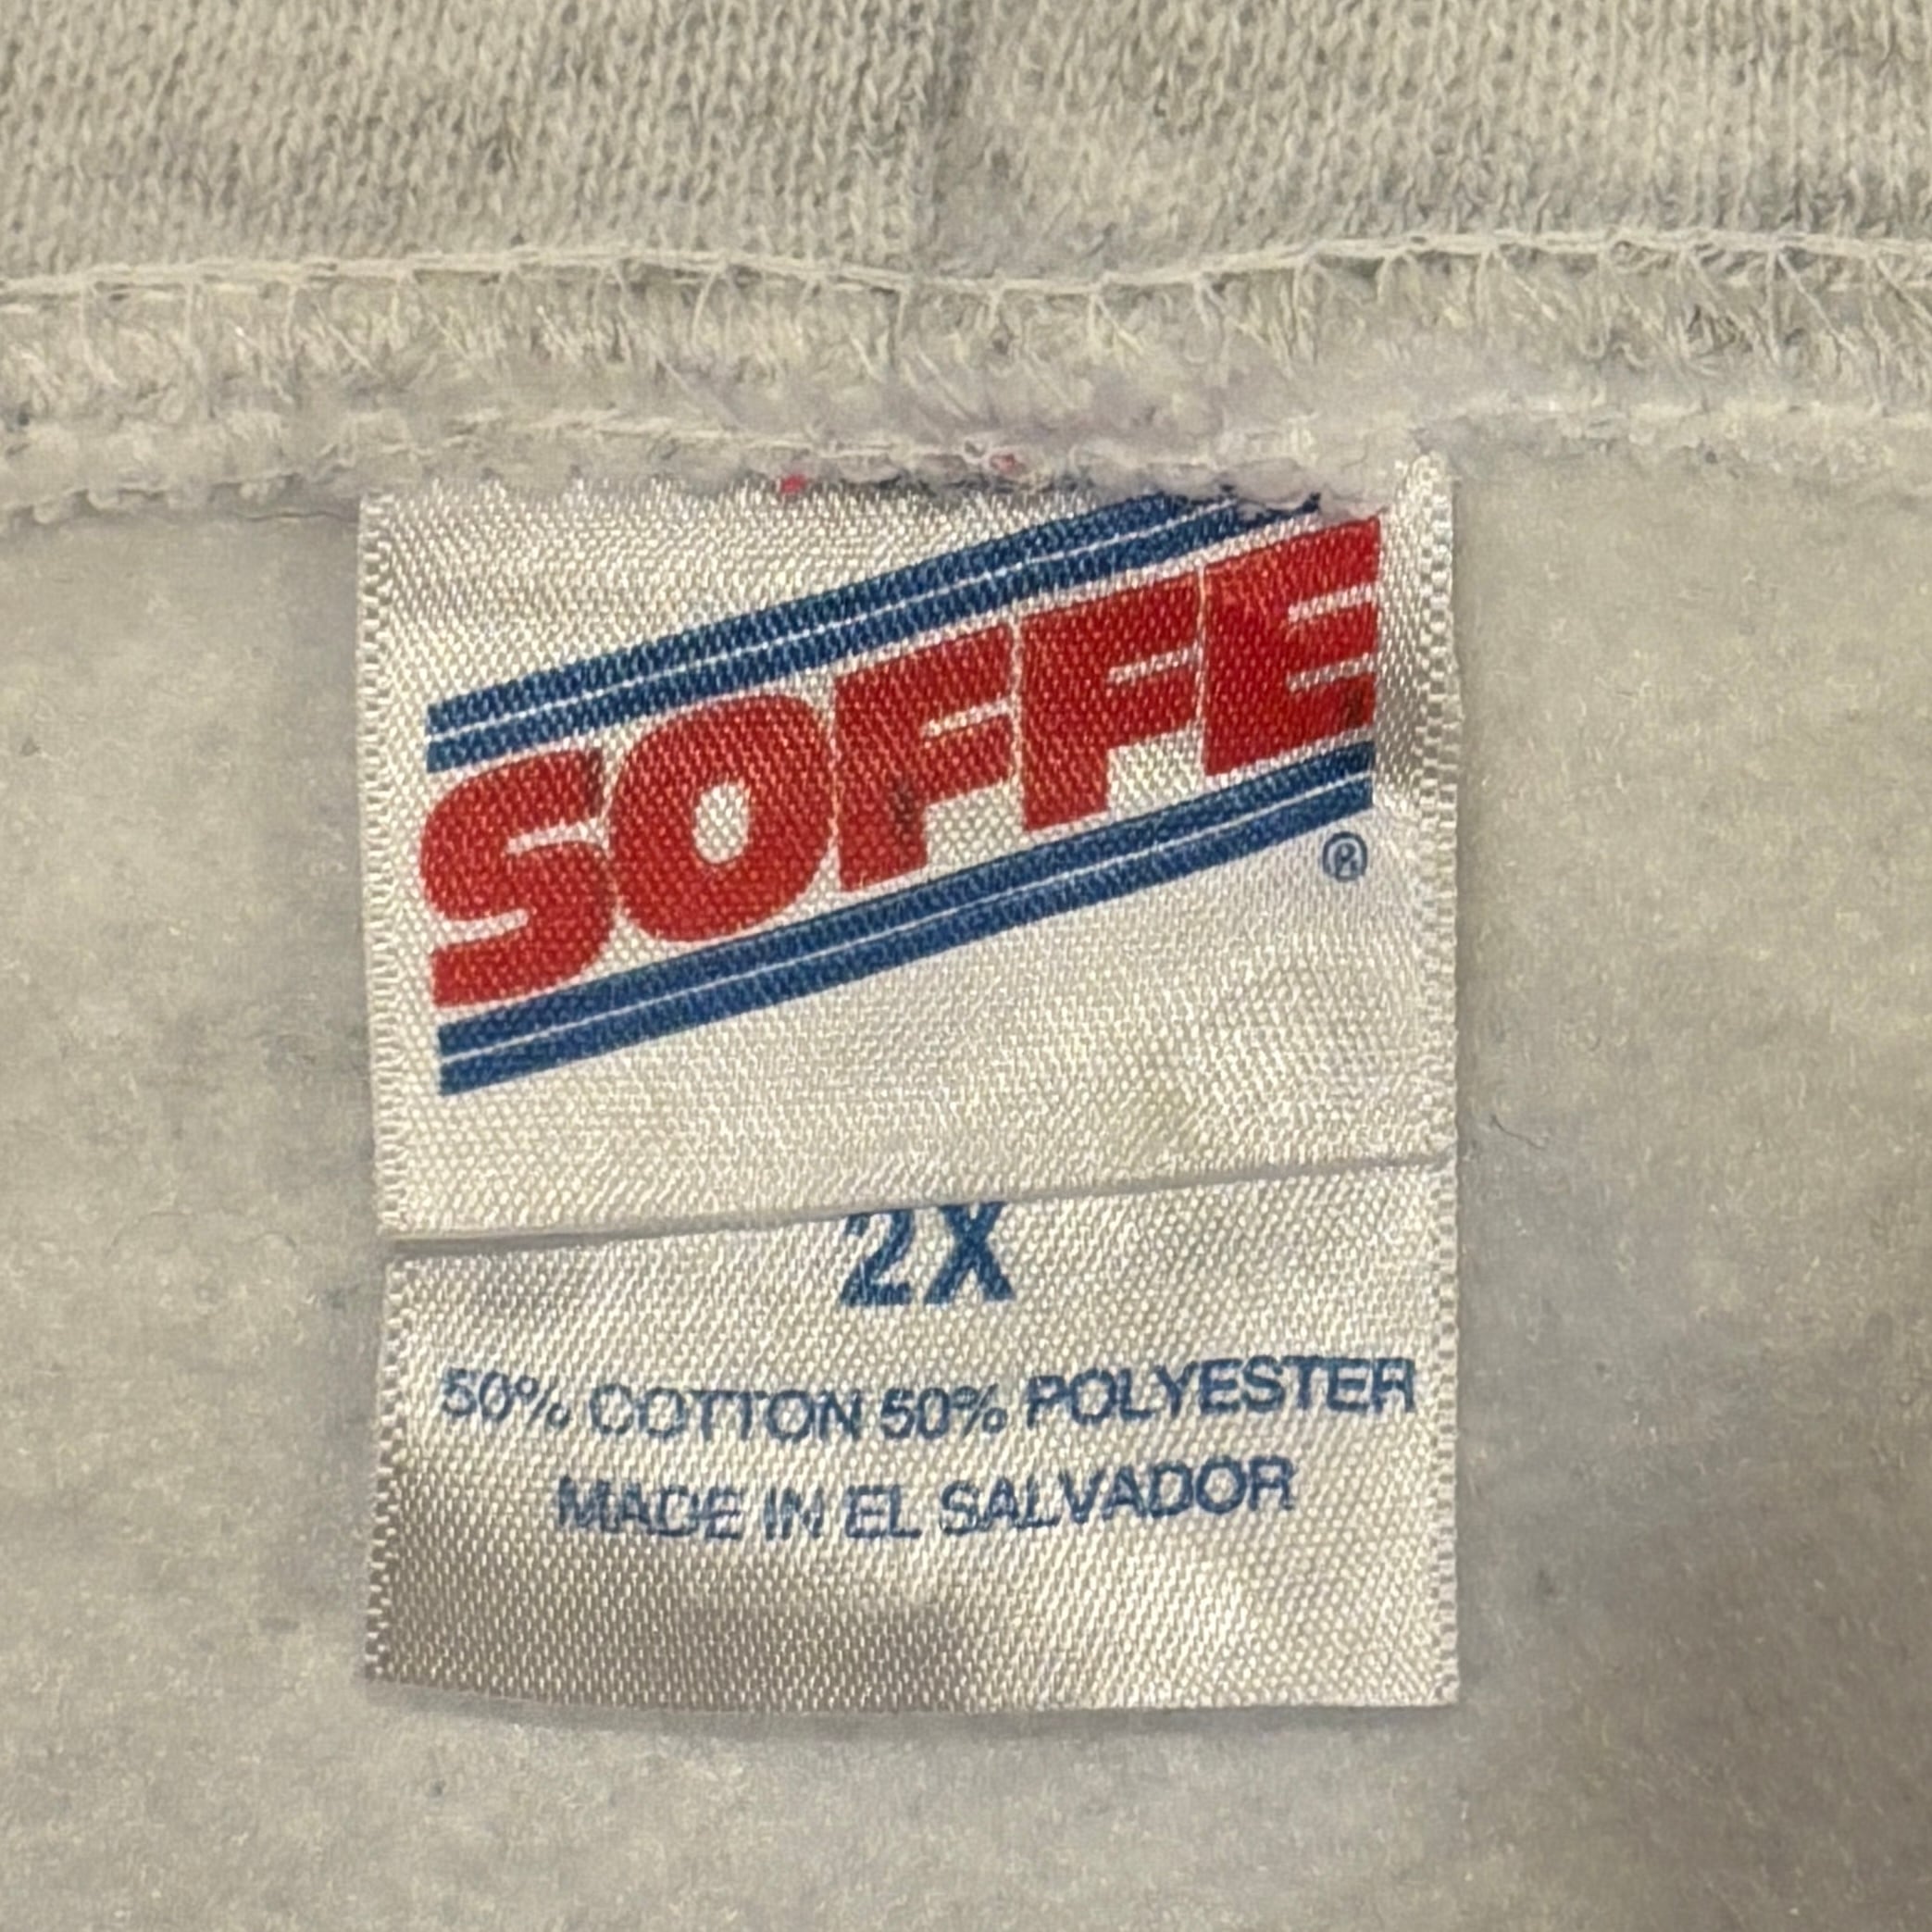 SOFFE
®
2X
50% COTTON 50% POLYESTER
MADE IN EL SALVADOR